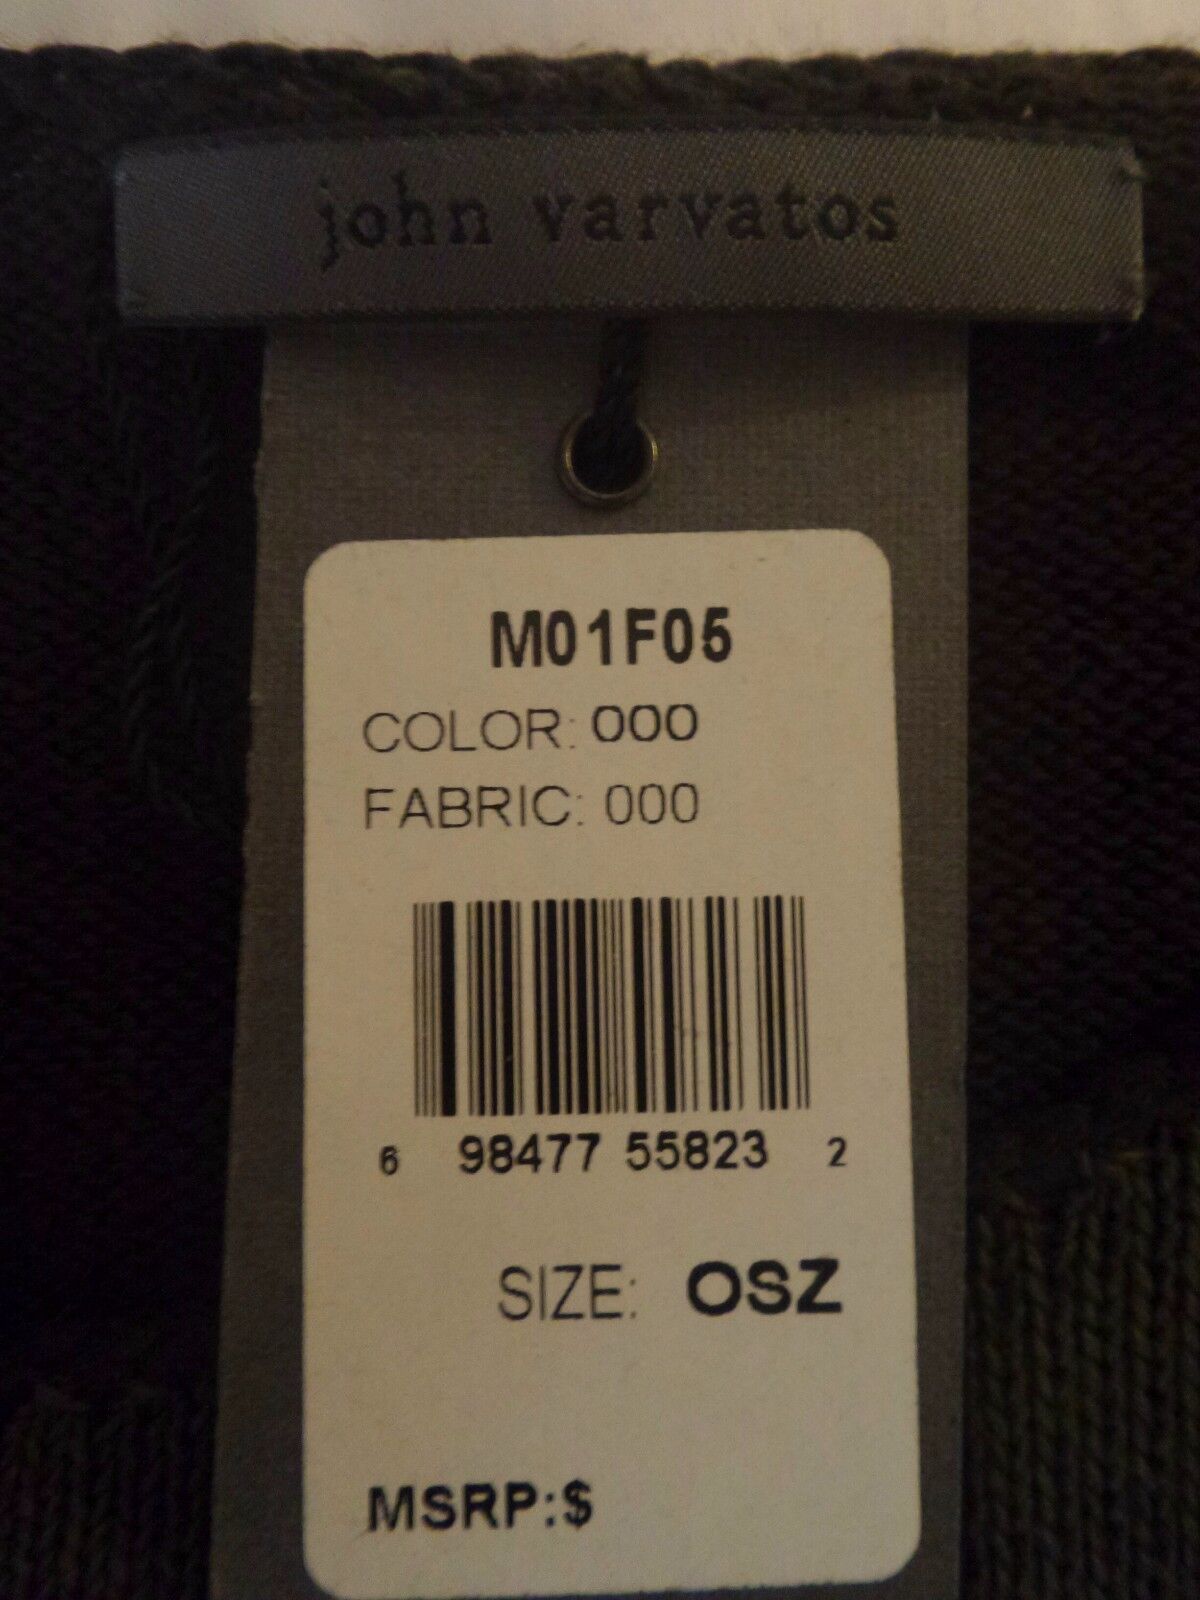 john varvatos
M01F05
COLOR: 000
FABRIC: 000
6 98477 55823 2
SIZE: OSZ
MSRP:$